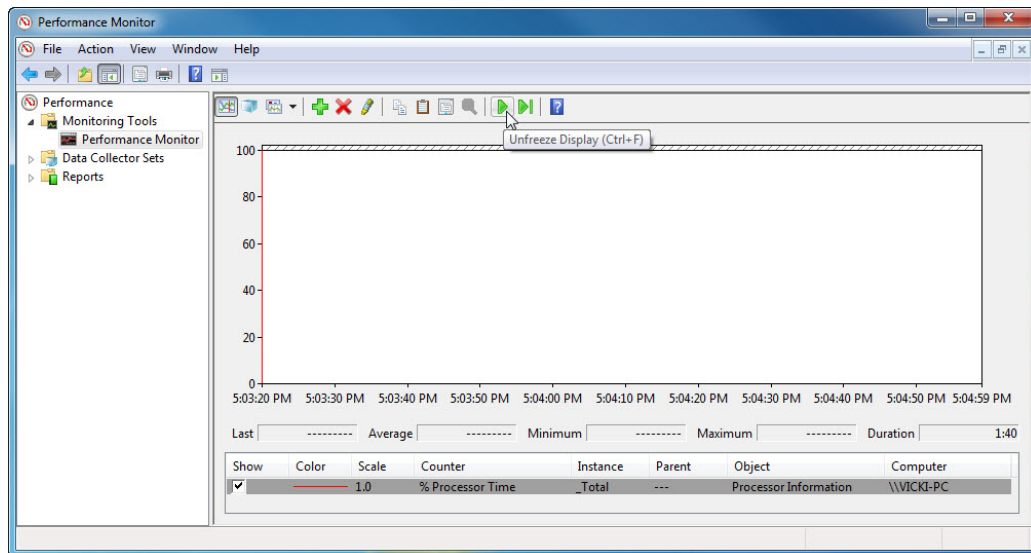 Performance Monitor
File Action View Window Help
Performance
Monitoring Tools
Performance Monitor
Data Collector Sets
Reports
Unfreeze Display (Ctrl+F)
100
80
60
40
20
0
5:03:20 PM 5:03:30 PM 5:03:40 PM 5:03:50 PM 5:04:00 PM 5:04:10 PM 5:04:20 PM 5:04:30 PM 5:04:40 PM 5:04:50 PM 5:04:59 PM
Last --------- Average --------- Minimum --------- Maximum --------- Duration 1:40
Show Color Scale Counter Instance Parent Object Computer
1.0 % Processor Time _Total --- Processor Information \\VICKI-PC